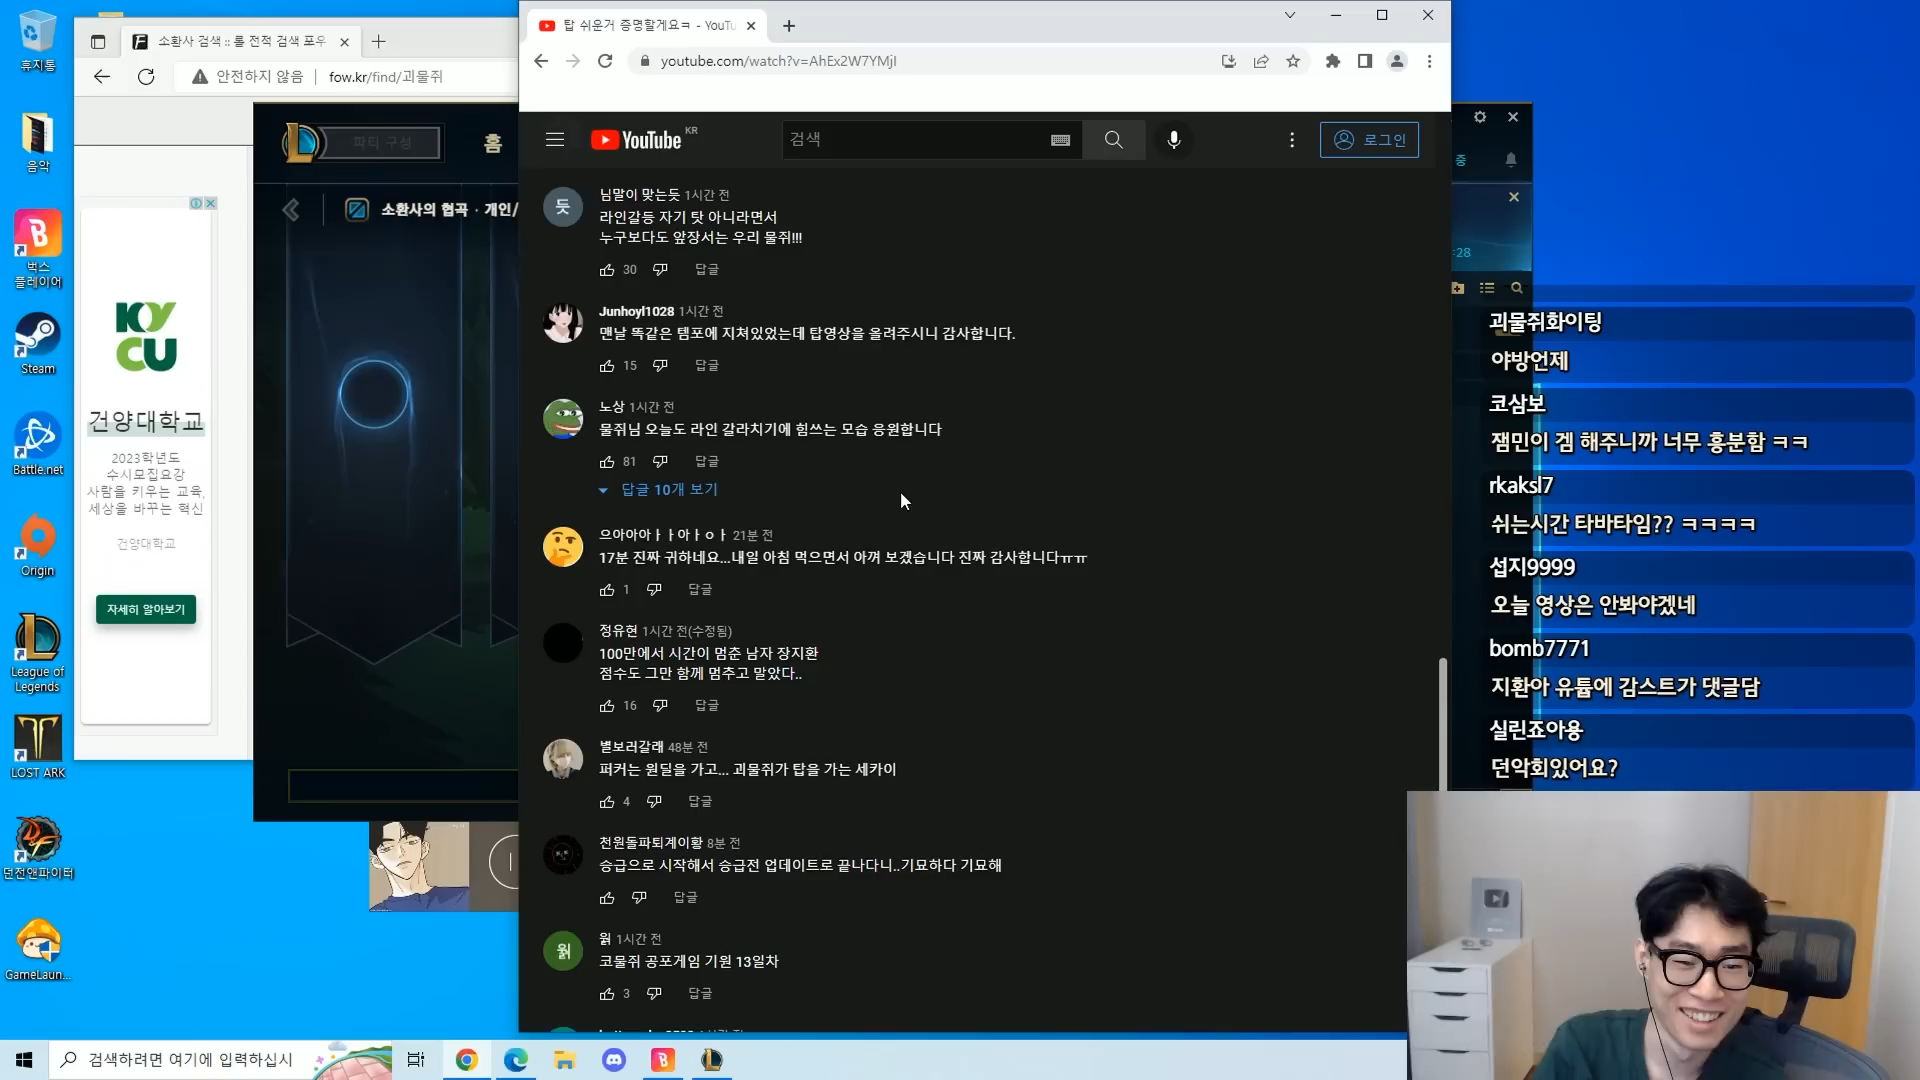 휴지통
음악
벅스
플레이어
Steam
Battle.net
Origin
League of
Legends
LOST ARK
던전앤파이터
GameLaun...
소환사 검색 :: 롤 전적 검색 포우
안전하지 않음
fow.kr/find/괴물쥐
KY
CU
건양대학교
2023학년도
수시모집요강
사람을 키우는 교육,
세상을 바꾸는 혁신
건양대학교
자세히 알아보기
파티 구성
홈
소환사의 협곡 · 개인/
탑 쉬운거 증명할게요ㅋ - YouTu
youtube.com/watch?v=AhEx2W7YMjI
YouTube KR
검색
로그인
듯
님말이 맞는듯 1시간 전
라인갈등 자기 탓 아니라면서
누구보다도 앞장서는 우리 물쥐!!!
30 답글
Junhoyl1028 1시간 전
맨날 똑같은 템포에 지쳐있었는데 탑영상을 올려주시니 감사합니다.
15 답글
노상 1시간 전
물쥐님 오늘도 라인 갈라치기에 힘쓰는 모습 응원합니다
81 답글
답글 10개 보기
으아아아ㅏㅏ아ㅏㅇㅏ 21분 전
17분 진짜 귀하네요...내일 아침 먹으면서 아껴 보겠습니다 진짜 감사합니다ㅠㅠ
1 답글
정유현 1시간 전(수정됨)
100만에서 시간이 멈춘 남자 장지환
점수도 그만 함께 멈추고 말았다..
16 답글
별보러갈래 48분 전
퍼커는 원딜을 가고... 괴물쥐가 탑을 가는 세카이
4 답글
천원돌파퇴계이황 8분 전
승급으로 시작해서 승급전 업데이트로 끝나다니..기묘하다 기묘해
답글
1시간 전
코물쥐 공포게임 기원 13일차
3 답글
중
:28
괴물쥐화이팅
야방언제
코삼보
잼민이 겜 해주니까 너무 흥분함 ㅋㅋ
rkaksl7
쉬는시간 타바타임?? ㅋㅋㅋㅋ
섭지9999
오늘 영상은 안봐야겠네
bomb7771
지환아 유튭에 감스트가 댓글담
실린죠아용
던악회있어요?
검색하려면 여기에 입력하십시